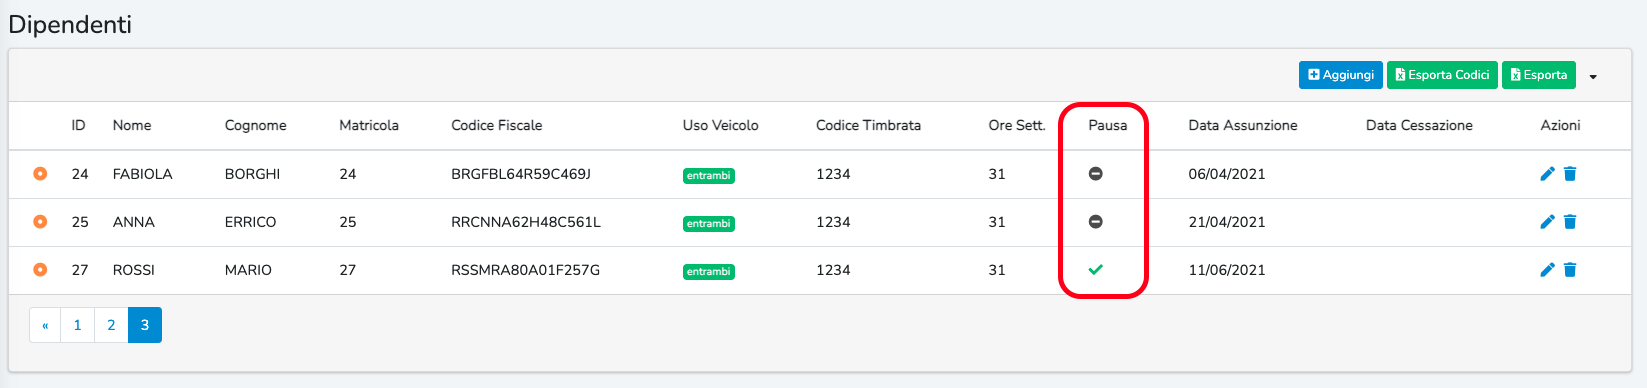 Dipendenti
Aggiungi Esporta Codici Esporta
ID Nome Cognome Matricola Codice Fiscale Uso Veicolo Codice Timbrata Ore Sett. Pausa Data Assunzione Data Cessazione Azioni
24 FABIOLA BORGHI 24 BRGFBL64R59C469J entrambi 1234 31 06/04/2021
25 ANNA ERRICO 25 RRCNNA62H48C561L entrambi 1234 31 21/04/2021
27 ROSSI MARIO 27 RSSMRA80A01F257G entrambi 1234 31 11/06/2021
« 1 2 3